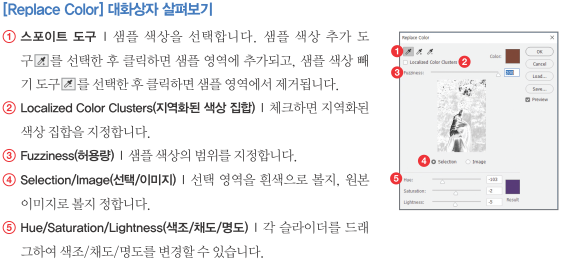 [Replace Color] 대화상자 살펴보기
① 스포이트 도구 | 샘플 색상을 선택합니다. 샘플 색상 추가 도
구를 선택한 후 클릭하면 샘플 영역에 추가되고, 샘플 색상 빼
기 도구를 선택한 후 클릭하면 샘플 영역에서 제거됩니다.
② Localized Color Clusters(지역화된 색상 집합) | 체크하면 지역화된
색상 집합을 지정합니다.
③ Fuzziness(허용량) | 샘플 색상의 범위를 지정합니다.
④ Selection/Image(선택/이미지) | 선택 영역을 흰색으로 볼지, 원본
이미지로 볼지 정합니다.
⑤ Hue/Saturation/Lightness(색조/채도/명도) | 각 슬라이더를 드래
그하여 색조/채도/명도를 변경할 수 있습니다.
Replace Color
①
Color:
OK
Localized Color Clusters ②
Cancel
③ Fuzziness:
Load...
Save...
Preview
④ Selection Image
⑤ Hue: -103
Saturation: -2
Result
Lightness: -5